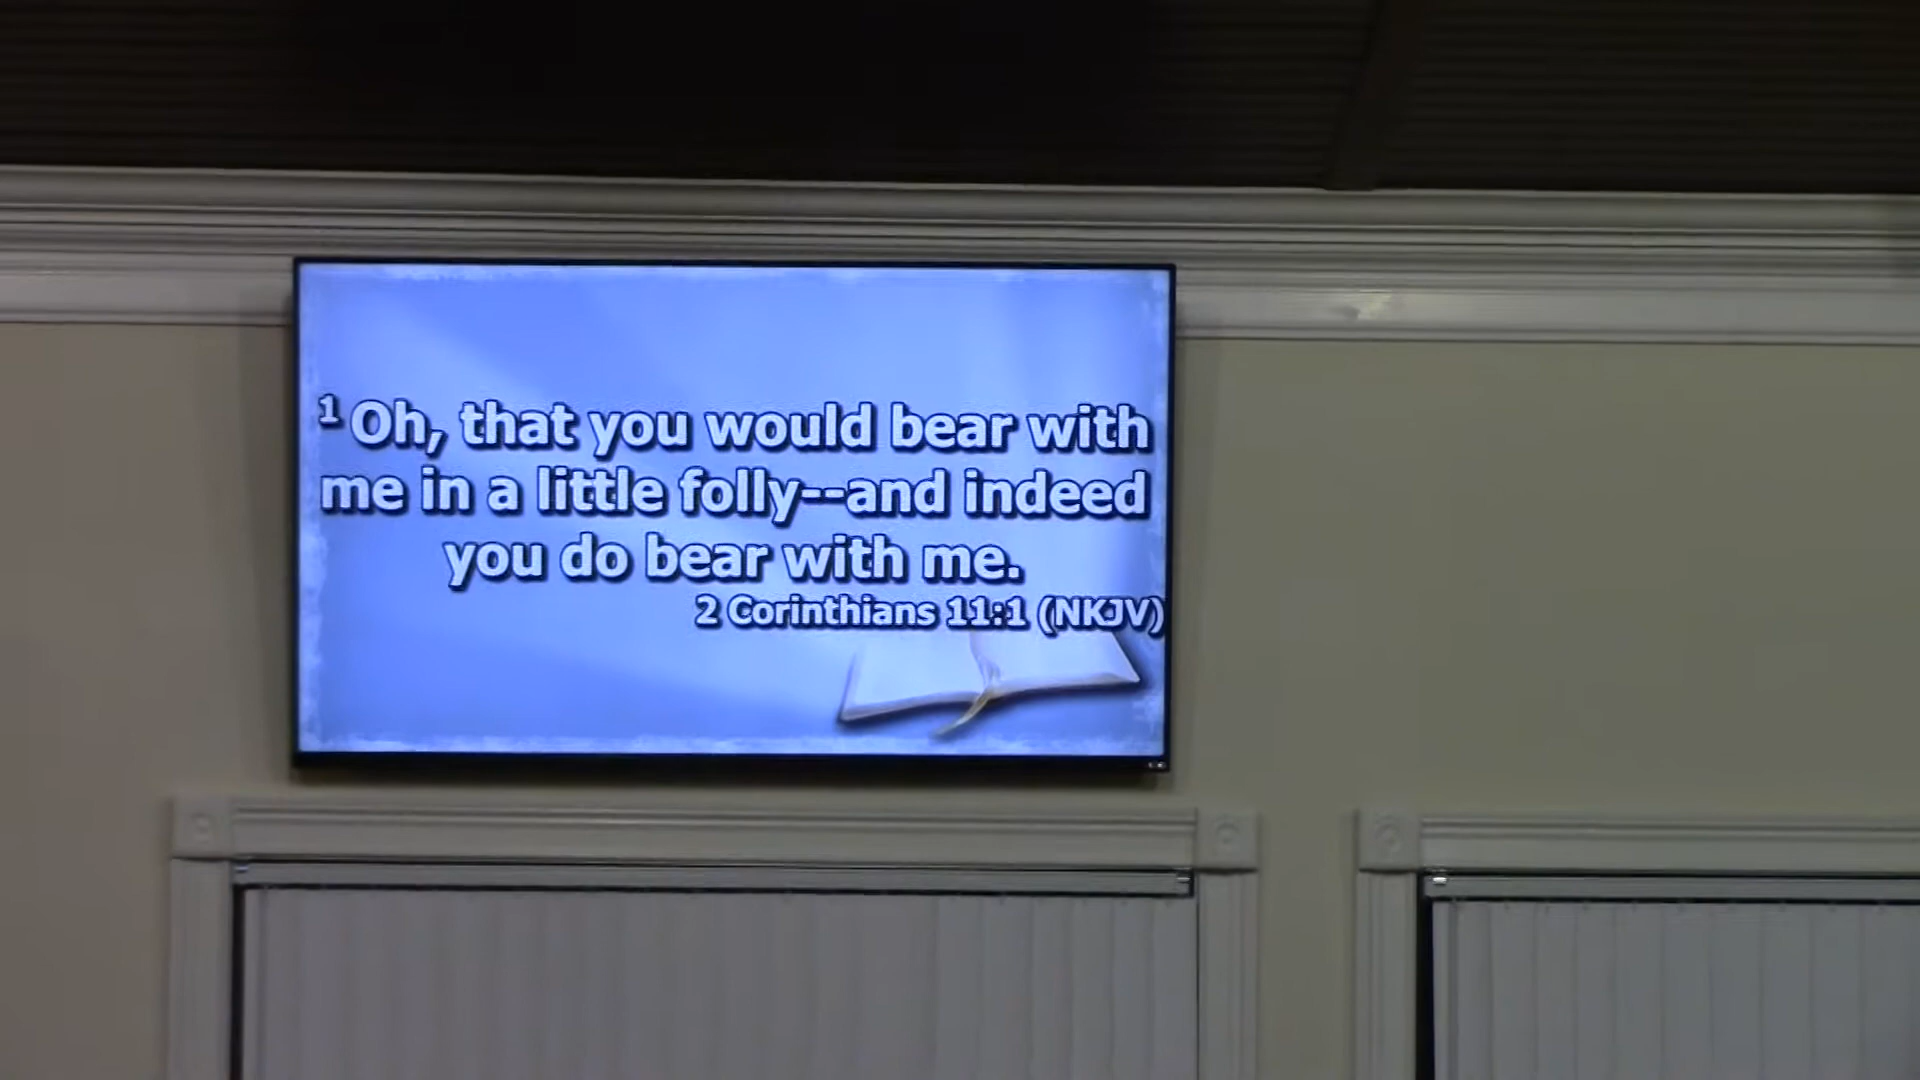 1 Oh, that you would bear with
me in a little folly--and indeed
you do bear with me.
2 Corinthians 11:1 (NKJV)